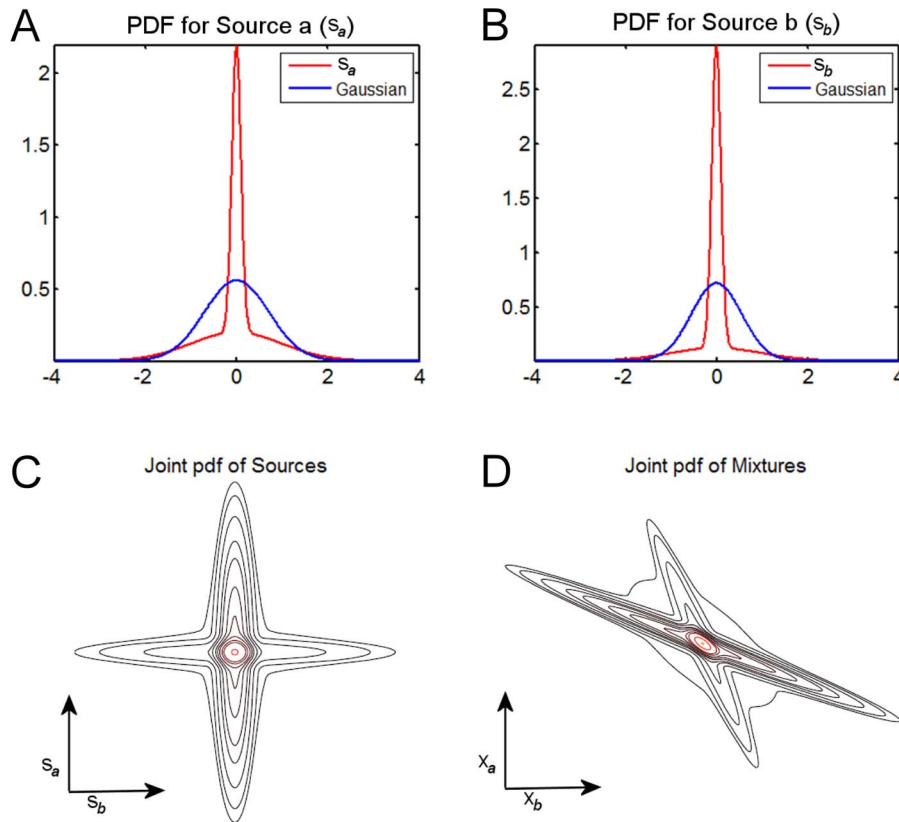 A
PDF for Source a (Sa)
Sa
Gaussian
2
1.5
1
0.5
-4 -2 0 2 4
B
PDF for Source b (Sb)
Sb
Gaussian
2.5
2
1.5
1
0.5
-4 -2 0 2 4
C
Joint pdf of Sources
Sa
Sb
D
Joint pdf of Mixtures
Xa
Xb